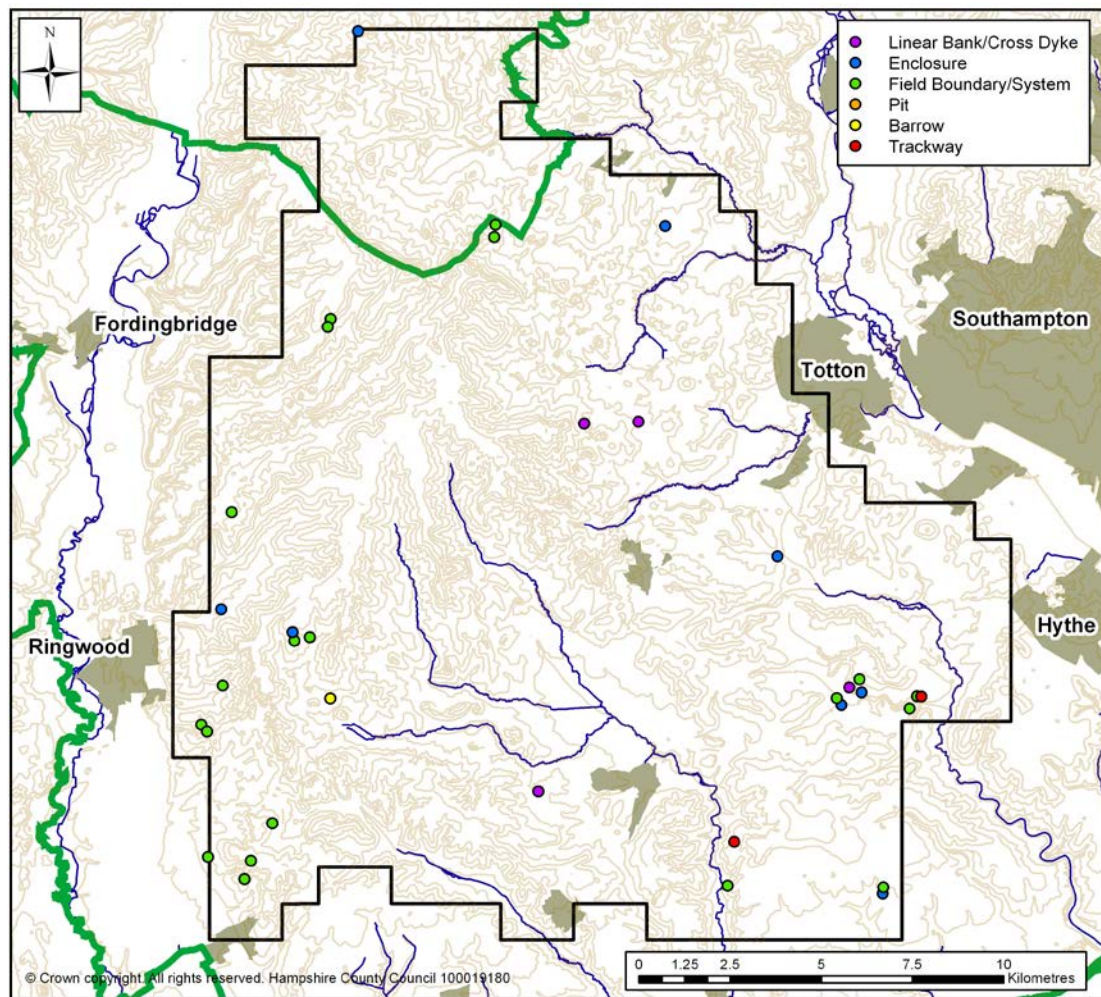 N
Linear Bank/Cross Dyke
Enclosure
Field Boundary/System
Pit
Barrow
Trackway
Fordingbridge
Southampton
Totton
Hythe
Ringwood
© Crown copyright. All rights reserved. Hampshire County Council 100019180
0 1.25 2.5 5 7.5 10
Kilometres